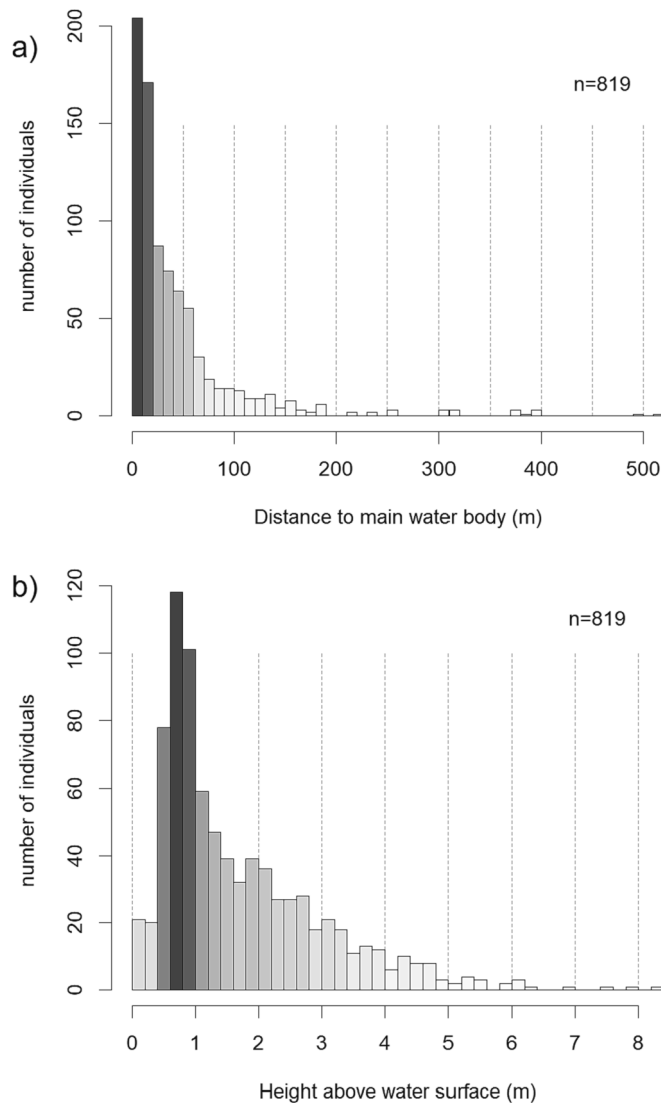 a)
n=819
number of individuals
200
150
100
50
0
0 100 200 300 400 500
Distance to main water body (m)
b)
n=819
number of individuals
120
100
80
60
40
20
0
0 1 2 3 4 5 6 7 8
Height above water surface (m)